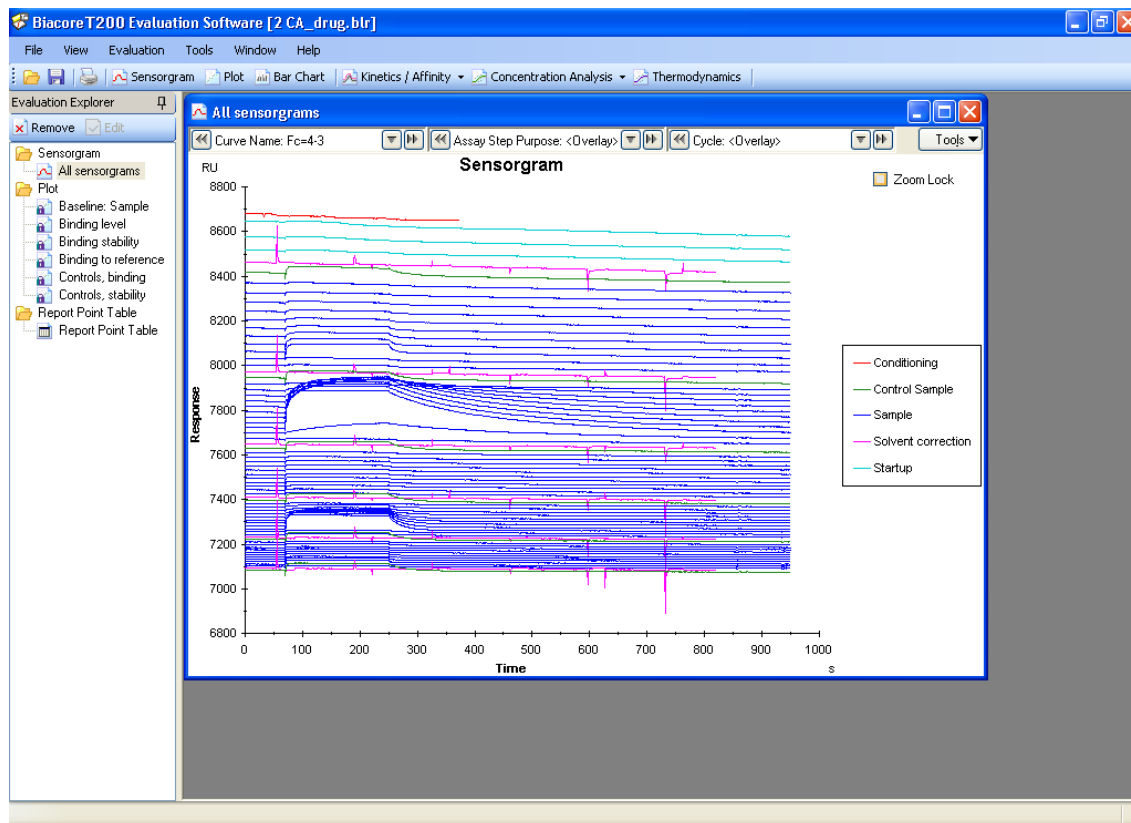 Biacore T200 Evaluation Software [2 CA_drug.blr]
File View Evaluation Tools Window Help
Sensorgram Plot Bar Chart Kinetics / Affinity Concentration Analysis Thermodynamics
Evaluation Explorer
Remove Edit
Sensorgram
All sensorgrams
Plot
Baseline: Sample
Binding level
Binding stability
Binding to reference
Controls, binding
Controls, stability
Report Point Table
Report Point Table
All sensorgrams
Curve Name: Fc=4-3 Assay Step Purpose: <Overlay> Cycle: <Overlay> Tools
Sensorgram
RU
Zoom Lock
8800
8600
8400
8200
8000
7800
7600
7400
7200
7000
6800
Response
0 100 200 300 400 500 600 700 800 900 1000
Time
s
Conditioning
Control Sample
Sample
Solvent correction
Startup